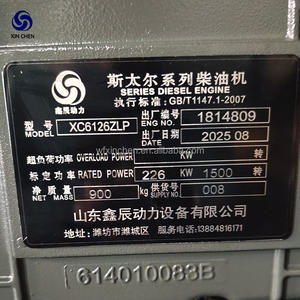 XIN CHEN
鑫辰动力
斯太尔系列柴油机
SERIES DIESEL ENGINE
执行标准: GB/T1147.1-2007
型号 MODEL XC6126ZLP
出厂编号 ENG NO. 1814809
出厂日期 DATE 2025 08
超负荷功率 OVERLOAD POWER KW 转
标定功率 RATED POWER 226 KW 1500 转
净质量 NET MASS 900 kg
供货号 SUPPLY NO. 008
山东鑫辰动力设备有限公司
地址: 潍坊市潍城区 服务电话: 13884816171
614010083B